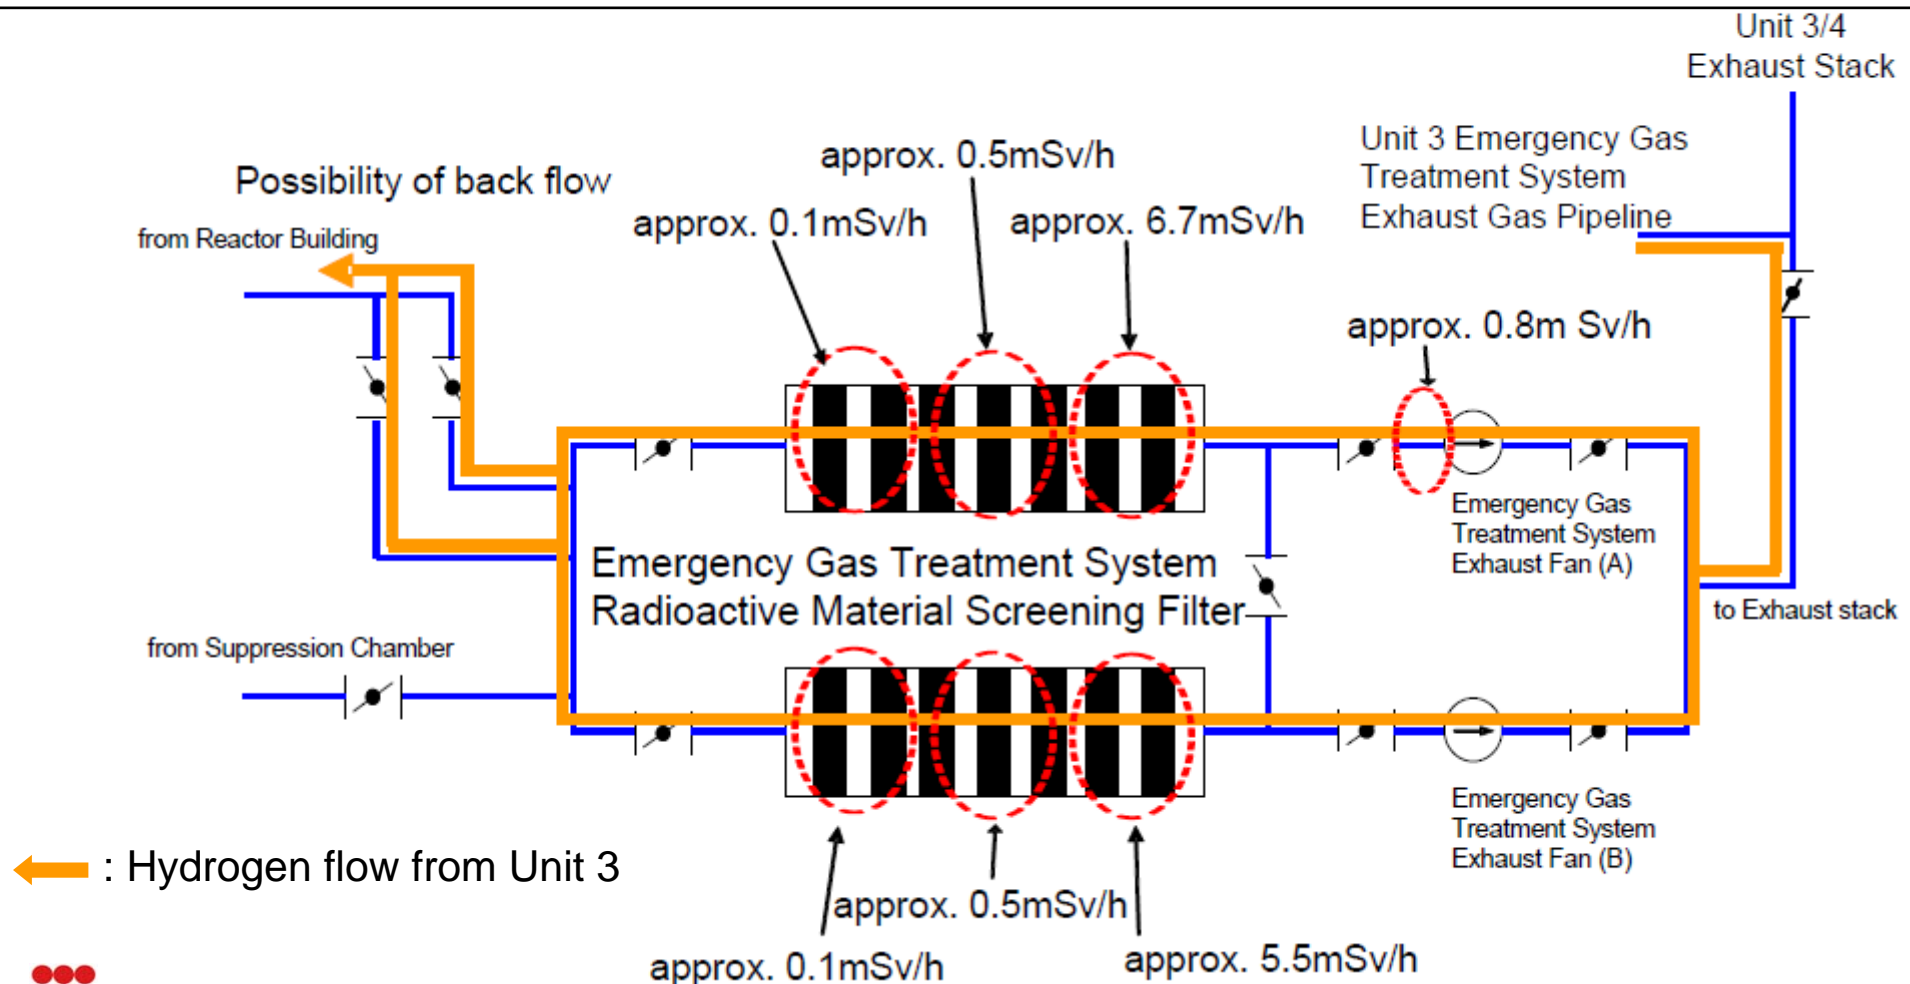 Unit 3/4
Exhaust Stack
Unit 3 Emergency Gas
Treatment System
Exhaust Gas Pipeline
approx. 0.5mSv/h
Possibility of back flow
approx. 0.1mSv/h
approx. 6.7mSv/h
from Reactor Building
approx. 0.8m Sv/h
Emergency Gas
Treatment System
Exhaust Fan (A)
Emergency Gas Treatment System
Radioactive Material Screening Filter
to Exhaust stack
from Suppression Chamber
Emergency Gas
Treatment System
Exhaust Fan (B)
: Hydrogen flow from Unit 3
approx. 0.5mSv/h
approx. 0.1mSv/h
approx. 5.5mSv/h